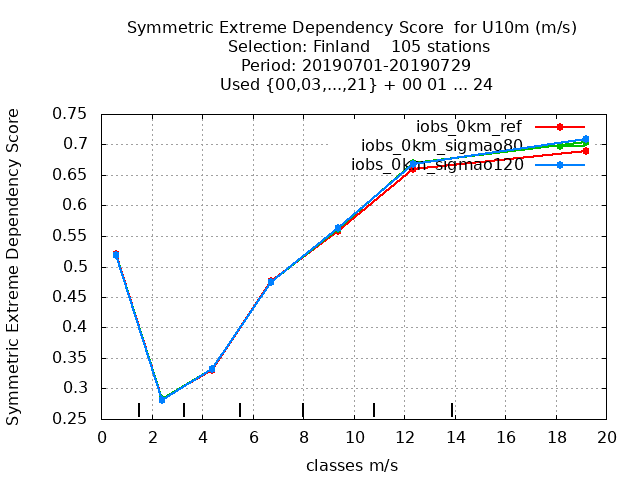 Symmetric Extreme Dependency Score  for U10m (m/s)
Selection: Finland    105 stations
Period: 20190701-20190729
Used {00,03,...,21} + 00 01 ... 24
Symmetric Extreme Dependency Score
0.75
0.7
0.65
0.6
0.55
0.5
0.45
0.4
0.35
0.3
0.25
iobs_0km_ref
iobs_0km_sigmao80
iobs_0km_sigmao120
0 2 4 6 8 10 12 14 16 18 20
classes m/s